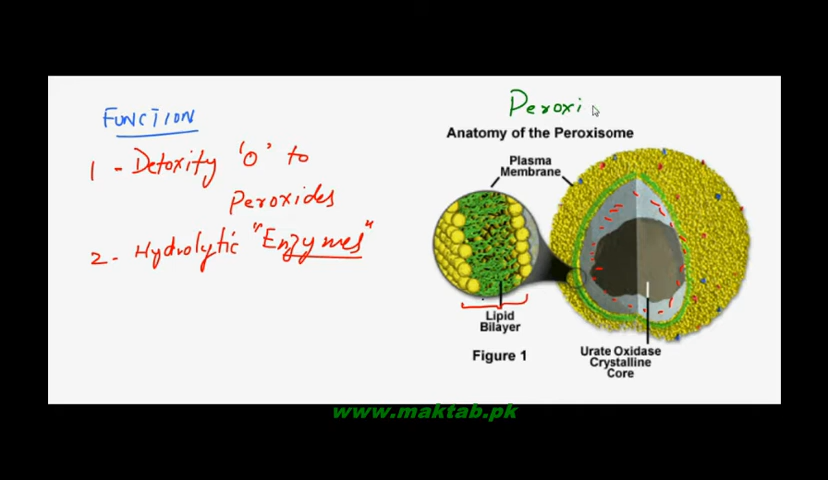 FUNCTION
1 - Detoxify 'O' to
Peroxides
2 - Hydrolytic "Enzymes"
Peroxi
Anatomy of the Peroxisome
Plasma
Membrane
Lipid
Bilayer
Figure 1
Urate Oxidase
Crystalline
Core
www.maktab.pk